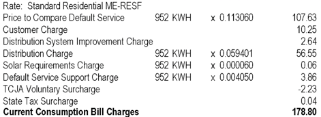 Rate: Standard Residential ME-RESF
Price to Compare Default Service 952 KWH x 0.113060 107.63
Customer Charge 10.25
Distribution System Improvement Charge 2.64
Distribution Charge 952 KWH x 0.059401 56.55
Solar Requirements Charge 952 KWH x 0.000060 0.06
Default Service Support Charge 952 KWH x 0.004050 3.86
TCJA Voluntary Surcharge -2.23
State Tax Surcharge 0.04
Current Consumption Bill Charges 178.80